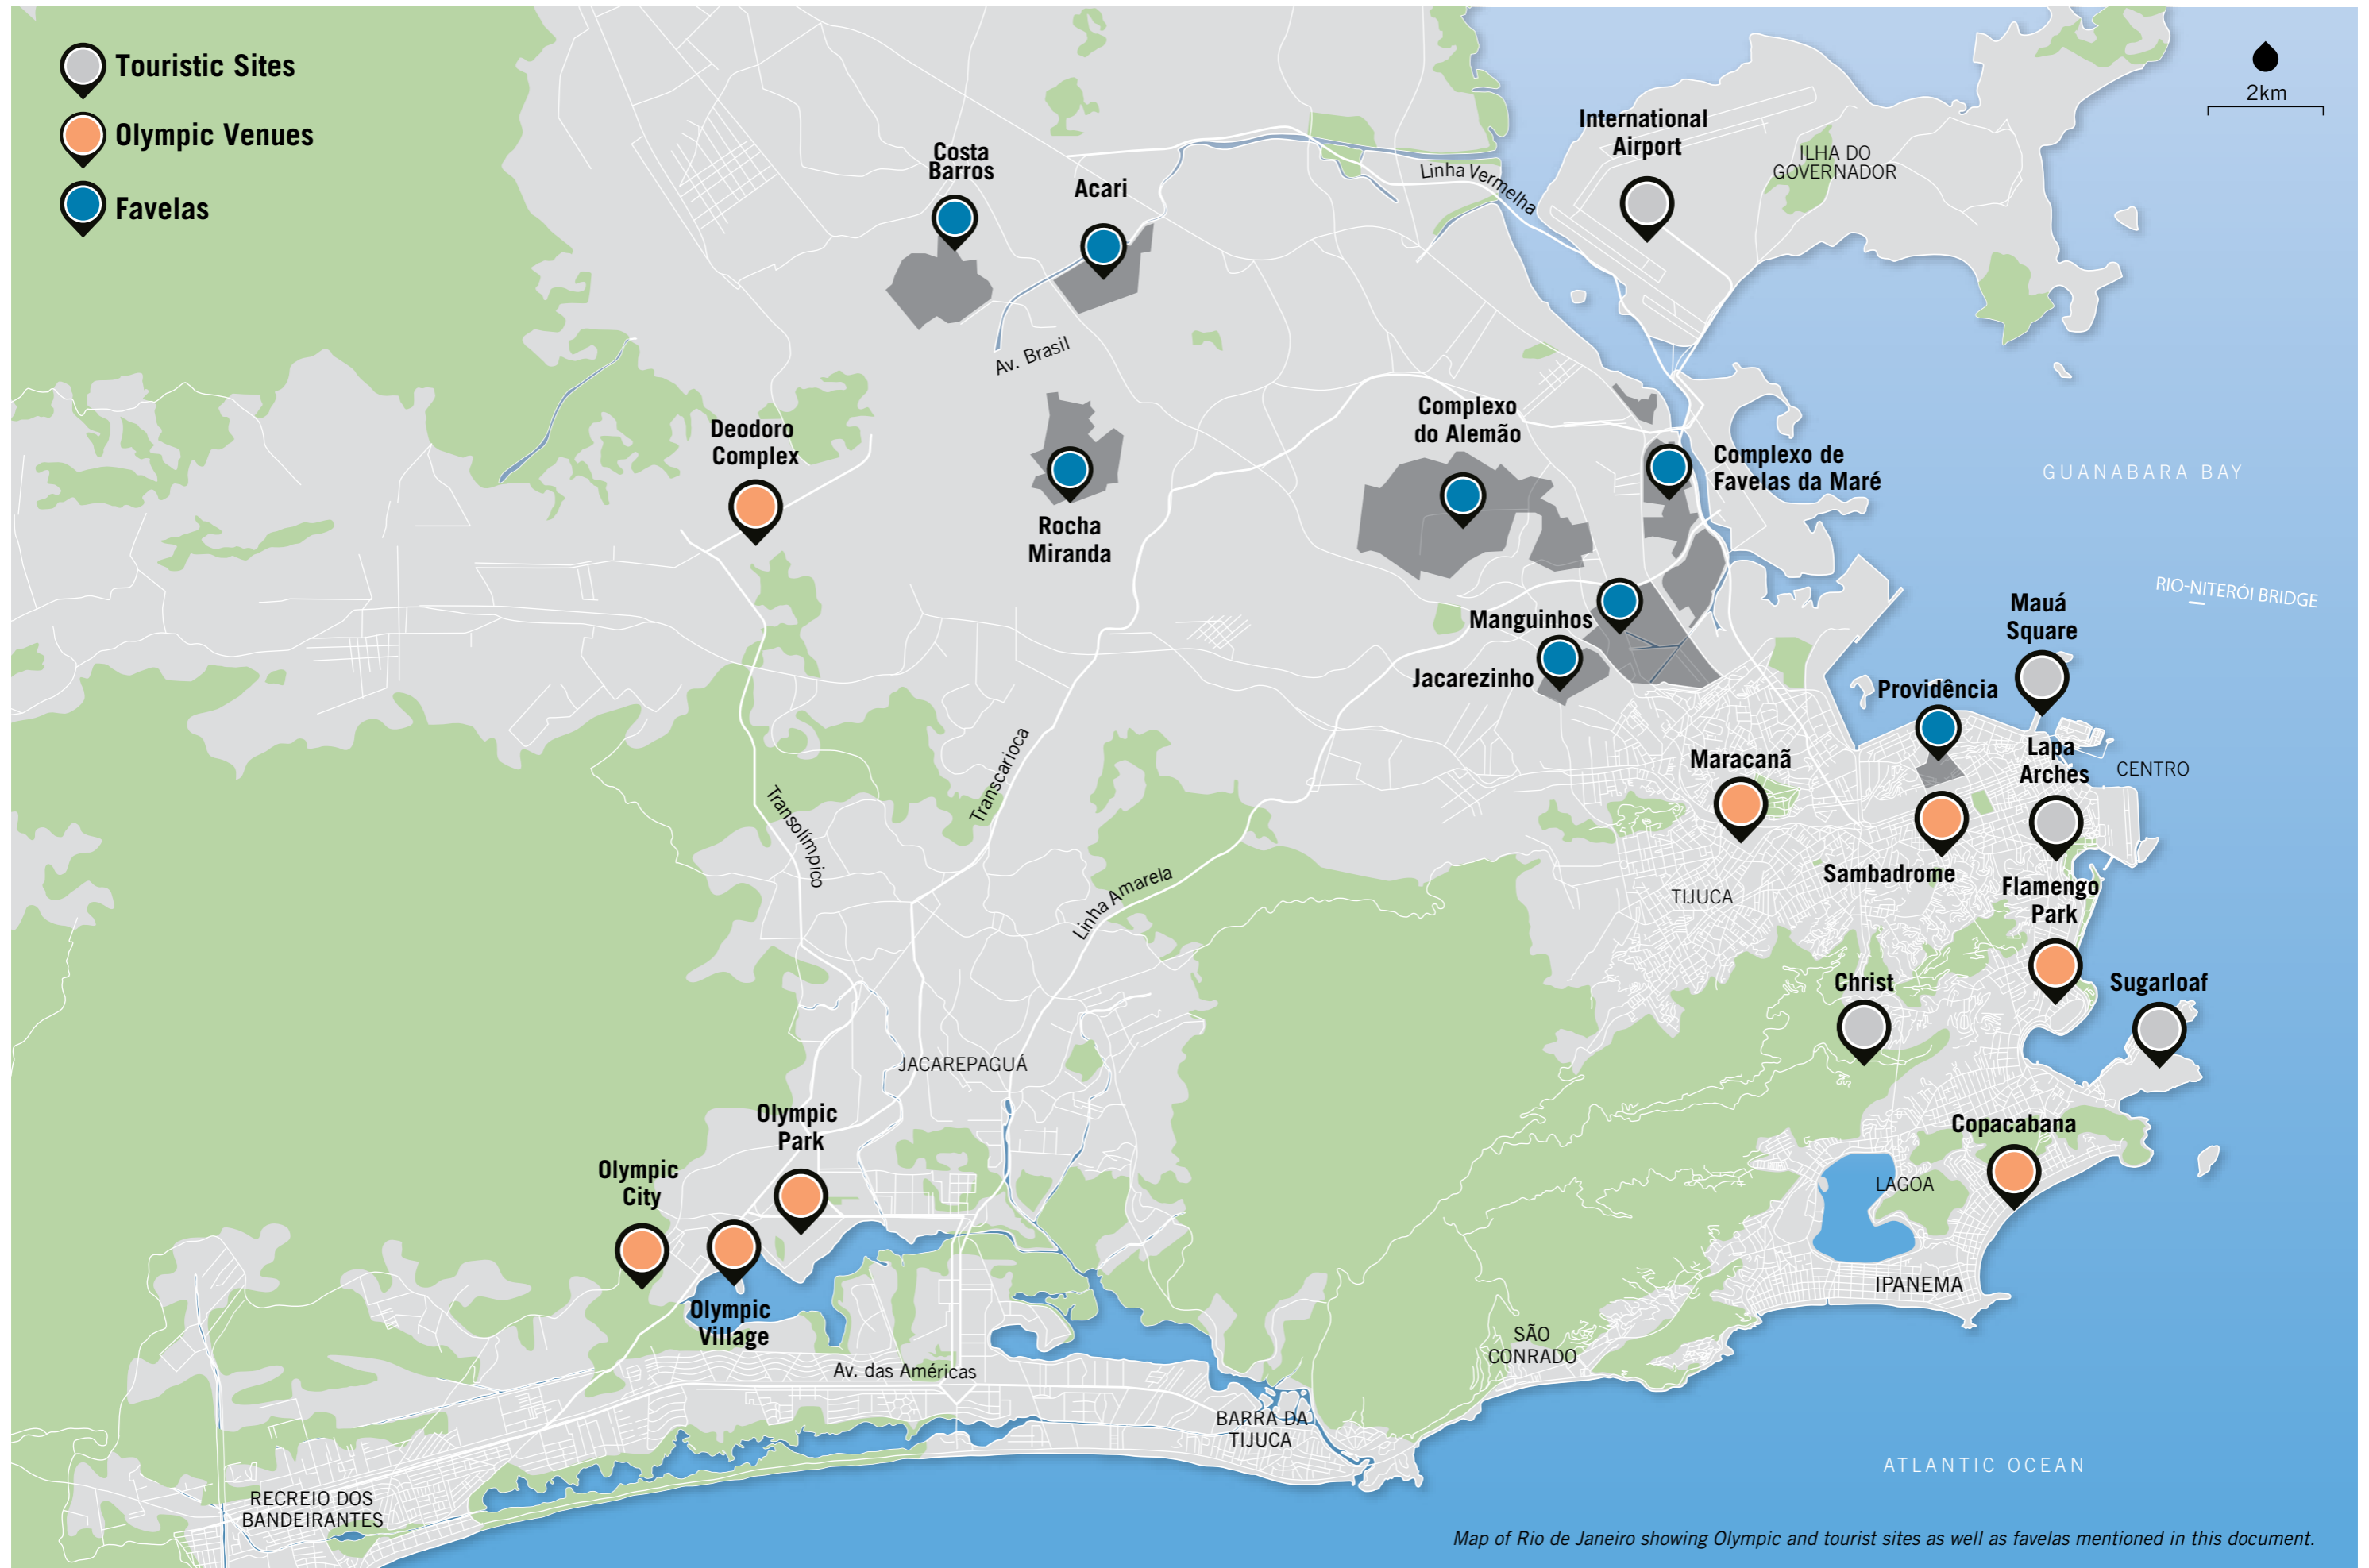 Touristic Sites
Olympic Venues
Favelas
2km
International
Airport
ILHA DO
GOVERNADOR
Linha Vermelha
Costa
Barros
Acari
Av. Brasil
Deodoro
Complex
Rocha
Miranda
Complexo
do Alemão
Complexo de
Favelas da Maré
GUANABARA BAY
RIO-NITERÓI BRIDGE
Manguinhos
Jacarezinho
Mauá
Square
Providência
Lapa
Arches
CENTRO
Maracanã
Sambadrome
TIJUCA
Flamengo
Park
Transolímpico
Transcarioca
Linha Amarela
Christ
Sugarloaf
JACAREPAGUÁ
Olympic
Park
Olympic
City
Olympic
Village
Copacabana
LAGOA
IPANEMA
SÃO
CONRADO
Av. das Américas
BARRA DA
TIJUCA
RECREIO DOS
BANDEIRANTES
ATLANTIC OCEAN
Map of Rio de Janeiro showing Olympic and tourist sites as well as favelas mentioned in this document.